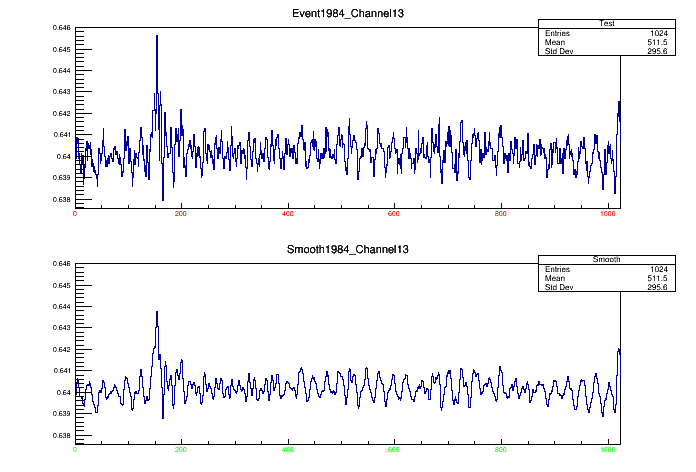 Event1984_Channel13
Test
Entries 1024
Mean 511.5
Std Dev 295.6
0.646
0.645
0.644
0.643
0.642
0.641
0.64
0.639
0.638
0 200 400 600 800 1000
Smooth1984_Channel13
Smooth
Entries 1024
Mean 511.5
Std Dev 295.6
0.646
0.645
0.644
0.643
0.642
0.641
0.64
0.639
0.638
0 200 400 600 800 1000